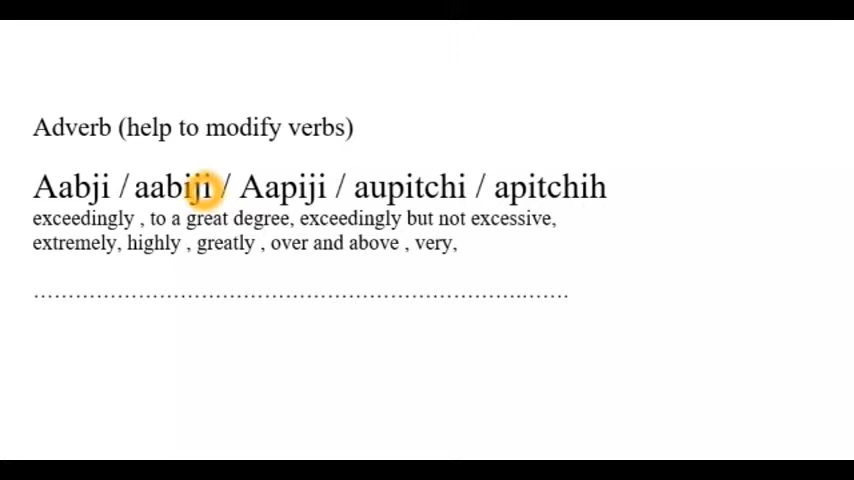 Adverb (help to modify verbs)
Aabji / aabiji / Aapiji / aupitchi / apitchih
exceedingly , to a great degree, exceedingly but not excessive,
extremely, highly , greatly , over and above , very,
………………………………………………………………….…….